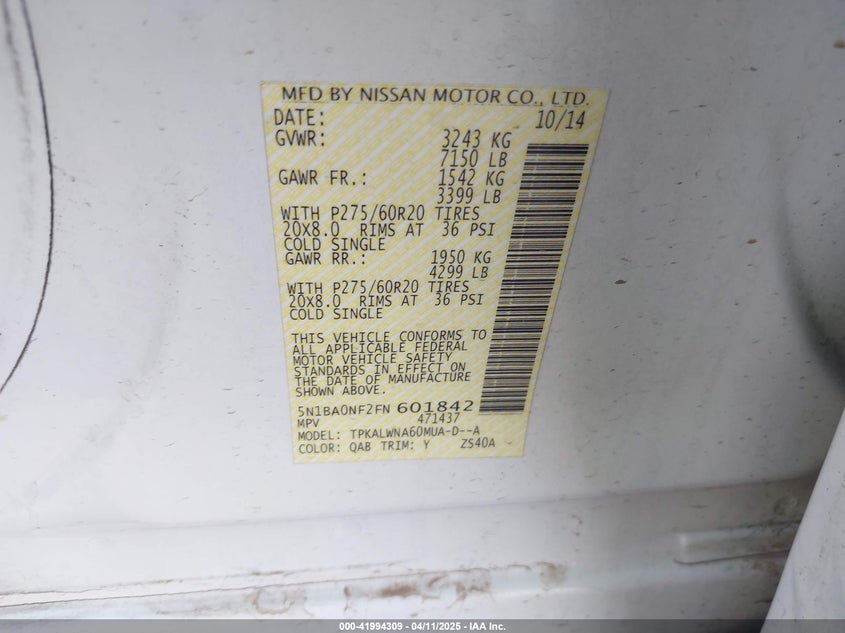 MFD BY NISSAN MOTOR CO., LTD.
DATE: 10/14
GVWR: 3243 KG
7150 LB
GAWR FR.: 1542 KG
3399 LB
WITH P275/60R20 TIRES
20X8.0 RIMS AT 36 PSI
COLD SINGLE
GAWR RR.: 1950 KG
4299 LB
WITH P275/60R20 TIRES
20X8.0 RIMS AT 36 PSI
COLD SINGLE
THIS VEHICLE CONFORMS TO
ALL APPLICABLE FEDERAL
MOTOR VEHICLE SAFETY
STANDARDS IN EFFECT ON
THE DATE OF MANUFACTURE
SHOWN ABOVE.
5N1BA0NF2FN 601842
MPV 471437
MODEL: TPKALWNA60MUA-D--A
COLOR: QAB TRIM: Y ZS40A
000-41994309 - 04/11/2025 - IAA Inc.